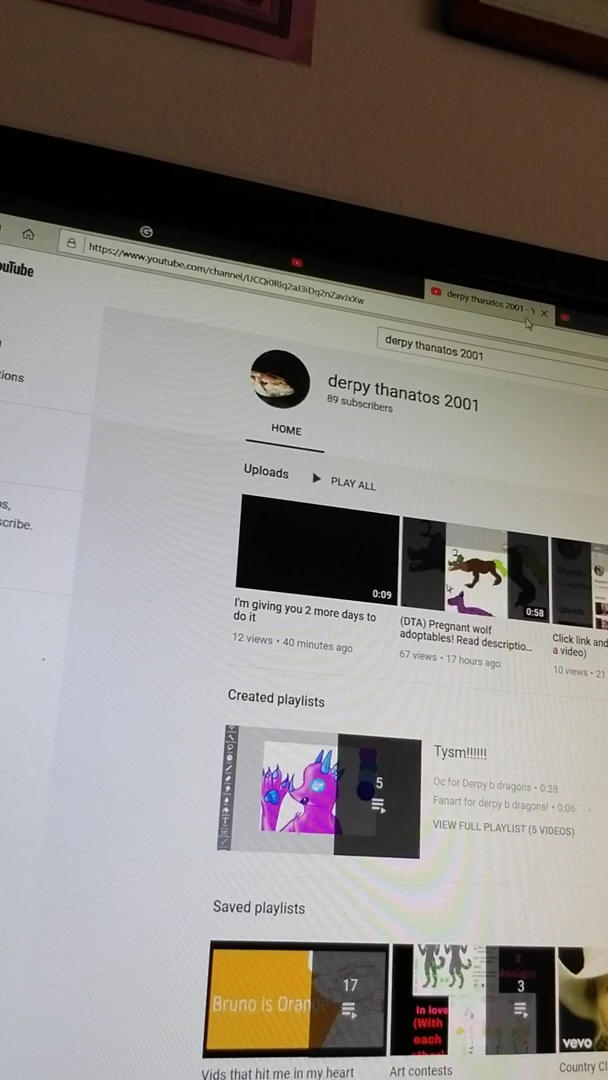 https://www.youtube.com/channel/UCQi0Rlq2aJ3iDq2nZavJxXw
derpy thanatos 2001 -
ouTube
derpy thanatos 2001
derpy thanatos 2001
89 subscribers
ions
HOME
Uploads
PLAY ALL
scribe.
0:09
0:58
I'm giving you 2 more days to
do it
12 views • 40 minutes ago
(DTA) Pregnant wolf
adoptables! Read descriptio...
67 views • 17 hours ago
Click link and
a video)
10 views • 21
Created playlists
5
Tysm!!!!!!
Oc for Derpy b dragons • 0:28
Fanart for derpy b dragons! • 0:06
VIEW FULL PLAYLIST (5 VIDEOS)
Saved playlists
Bruno is Orange
17
In love
(With
each
3
vevo
Vids that hit me in my heart
Art contests
Country Cl